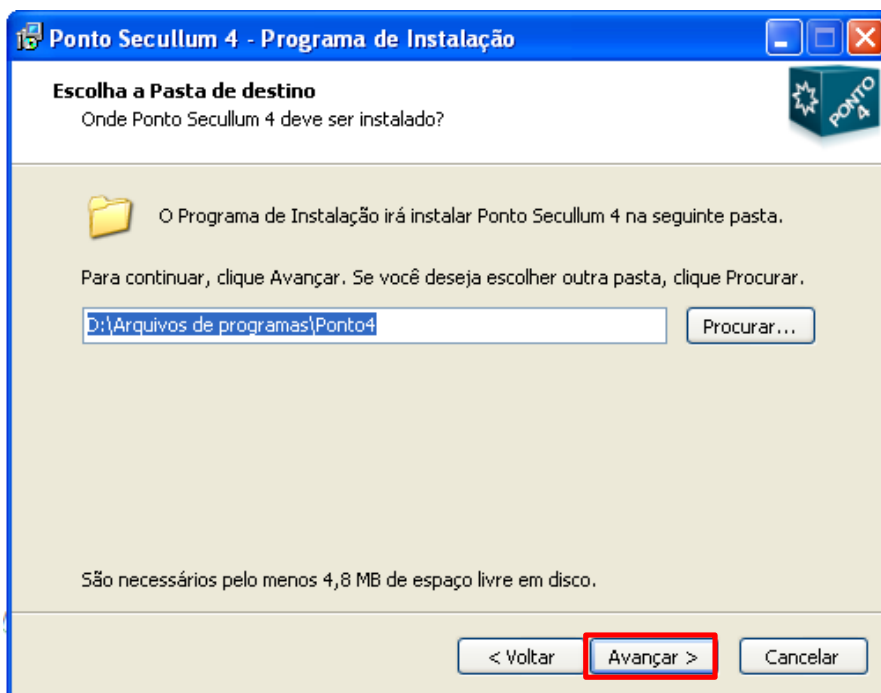 Ponto Secullum 4 - Programa de Instalação
Escolha a Pasta de destino
Onde Ponto Secullum 4 deve ser instalado?
PONTO
4
O Programa de Instalação irá instalar Ponto Secullum 4 na seguinte pasta.
Para continuar, clique Avançar. Se você deseja escolher outra pasta, clique Procurar.
D:\Arquivos de programas\Ponto4
Procurar...
São necessários pelo menos 4,8 MB de espaço livre em disco.
< Voltar
Avançar >
Cancelar